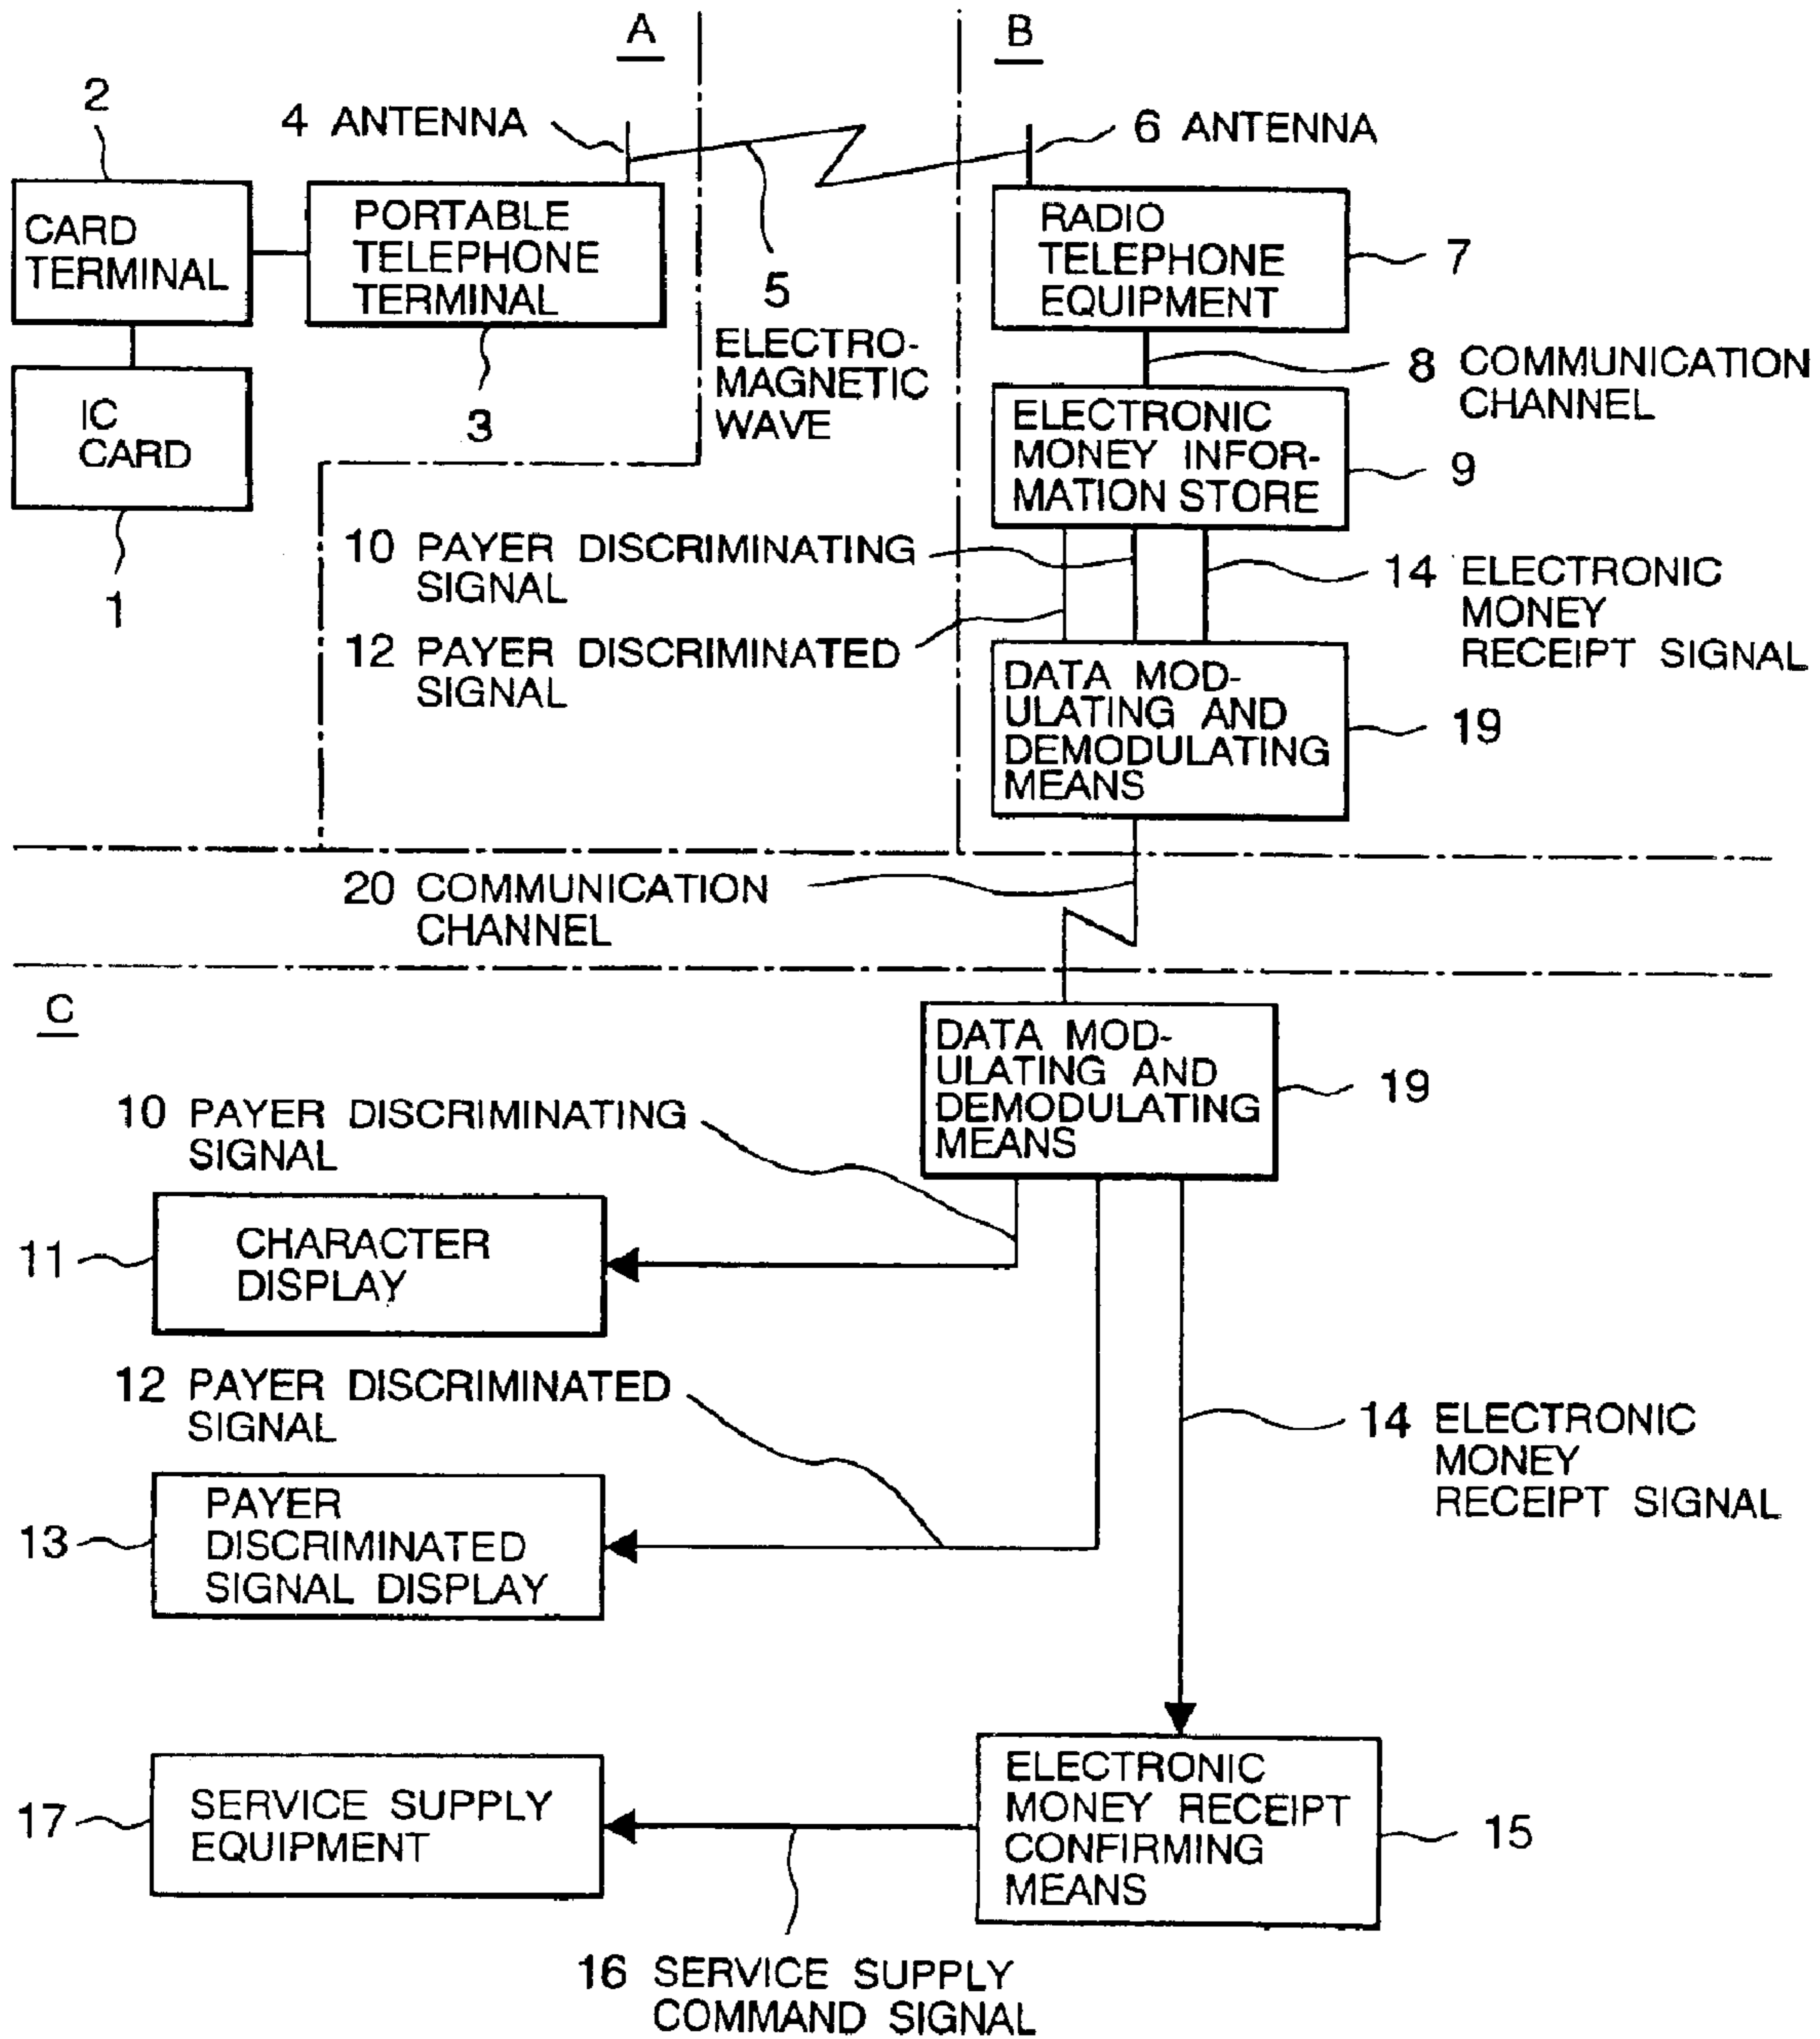 A
B
2
4 ANTENNA
6 ANTENNA
CARD
TERMINAL
PORTABLE
TELEPHONE
TERMINAL
RADIO
TELEPHONE
EQUIPMENT
7
5
ELECTRO-
MAGNETIC
WAVE
3
8 COMMUNICATION
CHANNEL
IC
CARD
1
ELECTRONIC
MONEY INFOR-
MATION STORE
9
10 PAYER DISCRIMINATING
SIGNAL
12 PAYER DISCRIMINATED
SIGNAL
14 ELECTRONIC
MONEY
RECEIPT SIGNAL
DATA MOD-
ULATING AND
DEMODULATING
MEANS
19
20 COMMUNICATION
CHANNEL
C
DATA MOD-
ULATING AND
DEMODULATING
MEANS
19
10 PAYER DISCRIMINATING
SIGNAL
11
CHARACTER
DISPLAY
12 PAYER DISCRIMINATED
SIGNAL
14 ELECTRONIC
MONEY
RECEIPT SIGNAL
13
PAYER
DISCRIMINATED
SIGNAL DISPLAY
17
SERVICE SUPPLY
EQUIPMENT
ELECTRONIC
MONEY RECEIPT
CONFIRMING
MEANS
15
16 SERVICE SUPPLY
COMMAND SIGNAL